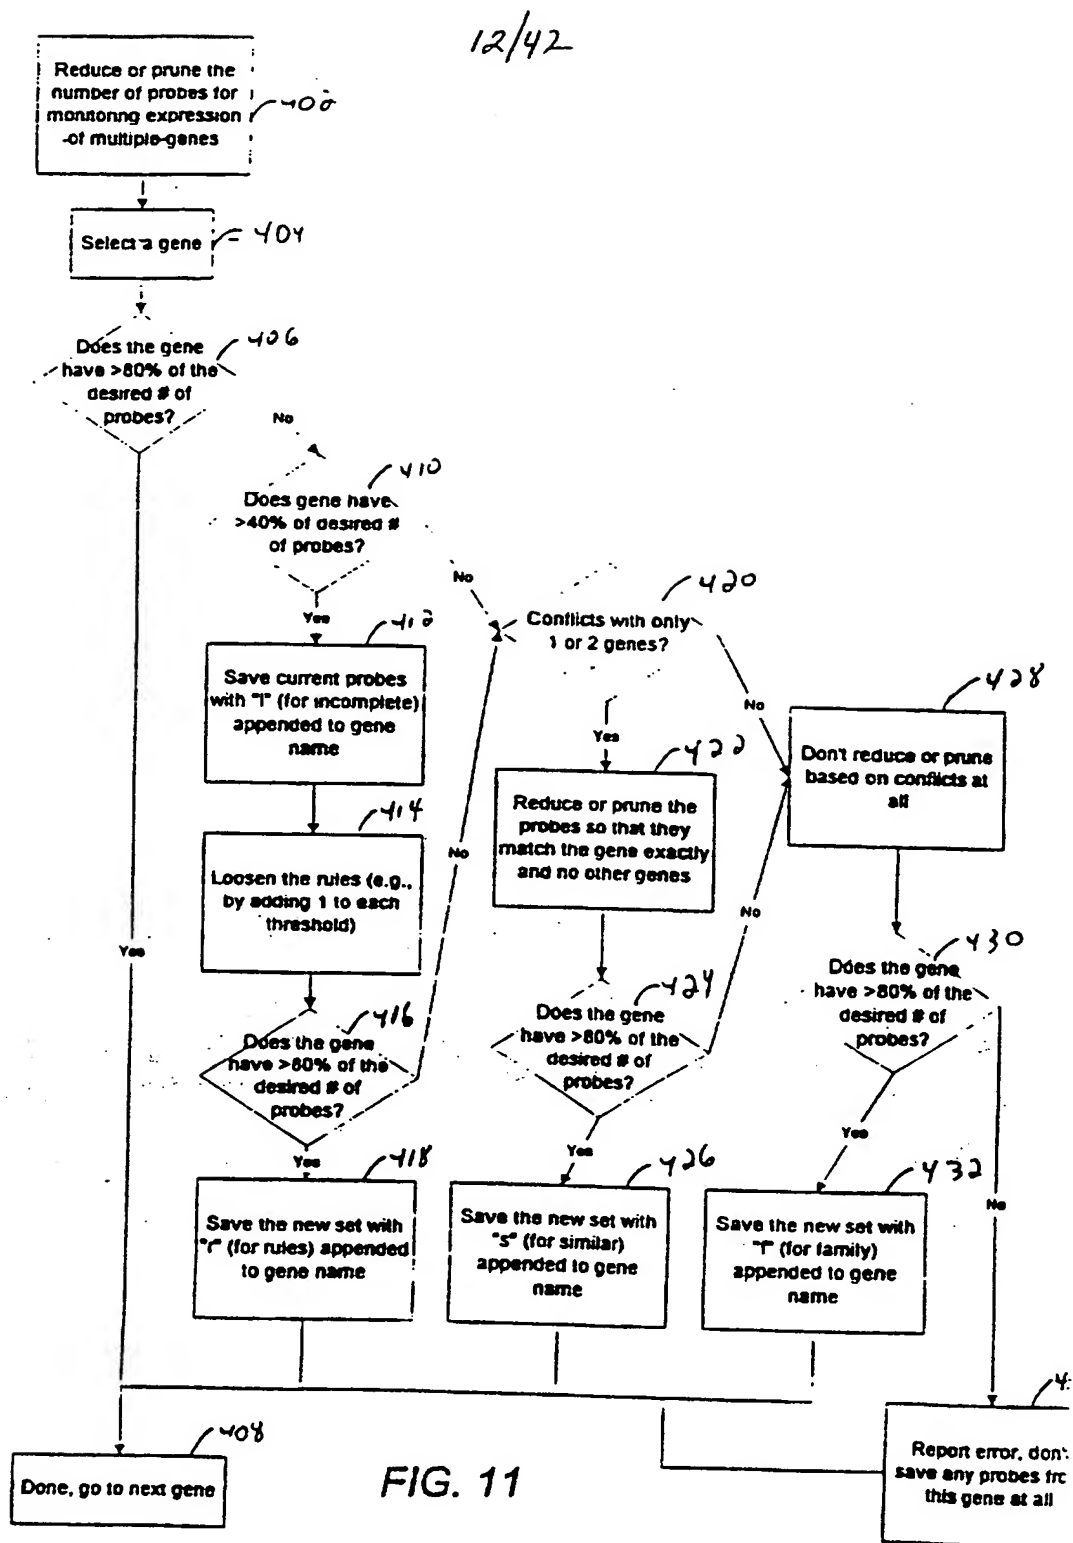 12/42
Reduce or prune the
number of probes for
monitoring expression
of multiple genes
Select a gene
404
Does the gene
have >80% of the
desired # of
probes?
406
No
Does gene have
>40% of desired #
of probes?
410
No
Yes
Conflicts with only
1 or 2 genes?
420
412
Save current probes
with "I" (for incomplete)
appended to gene
name
No
Yes
428
Don't reduce or prune
based on conflicts at
all
422
Reduce or prune the
probes so that they
match the gene exactly
and no other genes
414
Loosen the rules (e.g.,
by adding 1 to each
threshold)
No
No
Yes
430
Does the gene
have >80% of the
desired # of
probes?
424
Does the gene
have >80% of the
desired # of
probes?
416
Does the gene
have >80% of the
desired # of
probes?
Yes
Yes
Yes
No
418
Save the new set with
"r" (for rules) appended
to gene name
426
Save the new set with
"s" (for similar)
appended to gene
name
432
Save the new set with
"f" (for family)
appended to gene
name
408
Done, go to next gene
FIG. 11
Report error, don't
save any probes
this gene at all